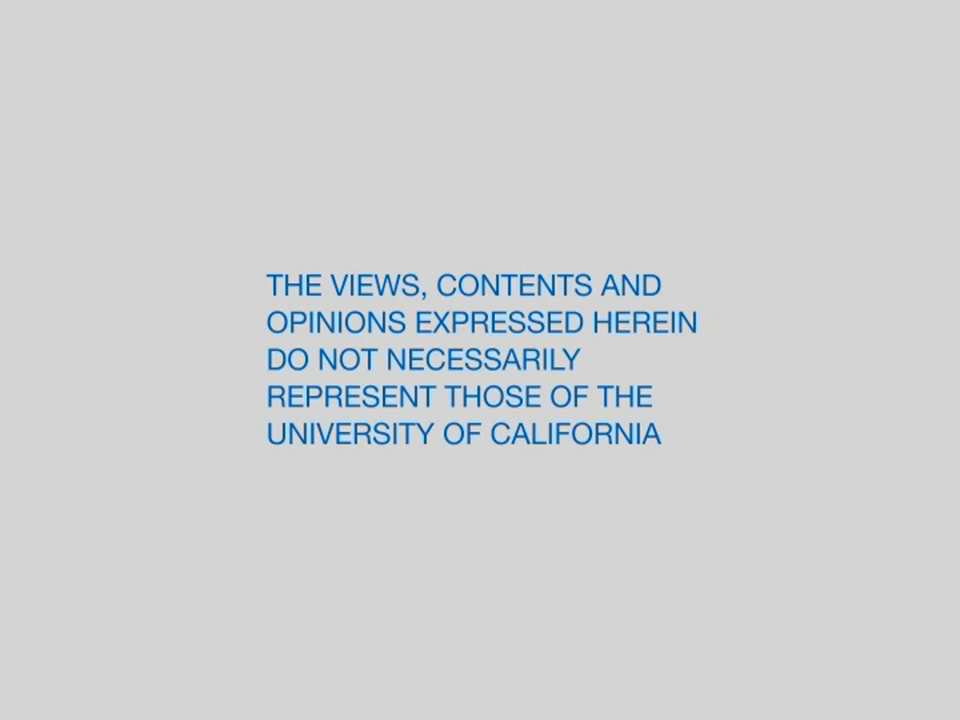 THE VIEWS, CONTENTS AND
OPINIONS EXPRESSED HEREIN
DO NOT NECESSARILY
REPRESENT THOSE OF THE
UNIVERSITY OF CALIFORNIA